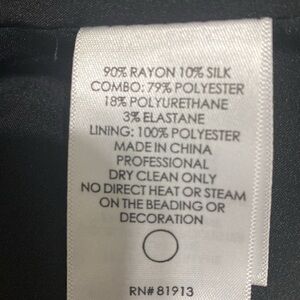 90% RAYON 10% SILK
COMBO: 79% POLYESTER
18% POLYURETHANE
3% ELASTANE
LINING: 100% POLYESTER
MADE IN CHINA
PROFESSIONAL
DRY CLEAN ONLY
NO DIRECT HEAT OR STEAM
ON THE BEADING OR
DECORATION
RN# 81913